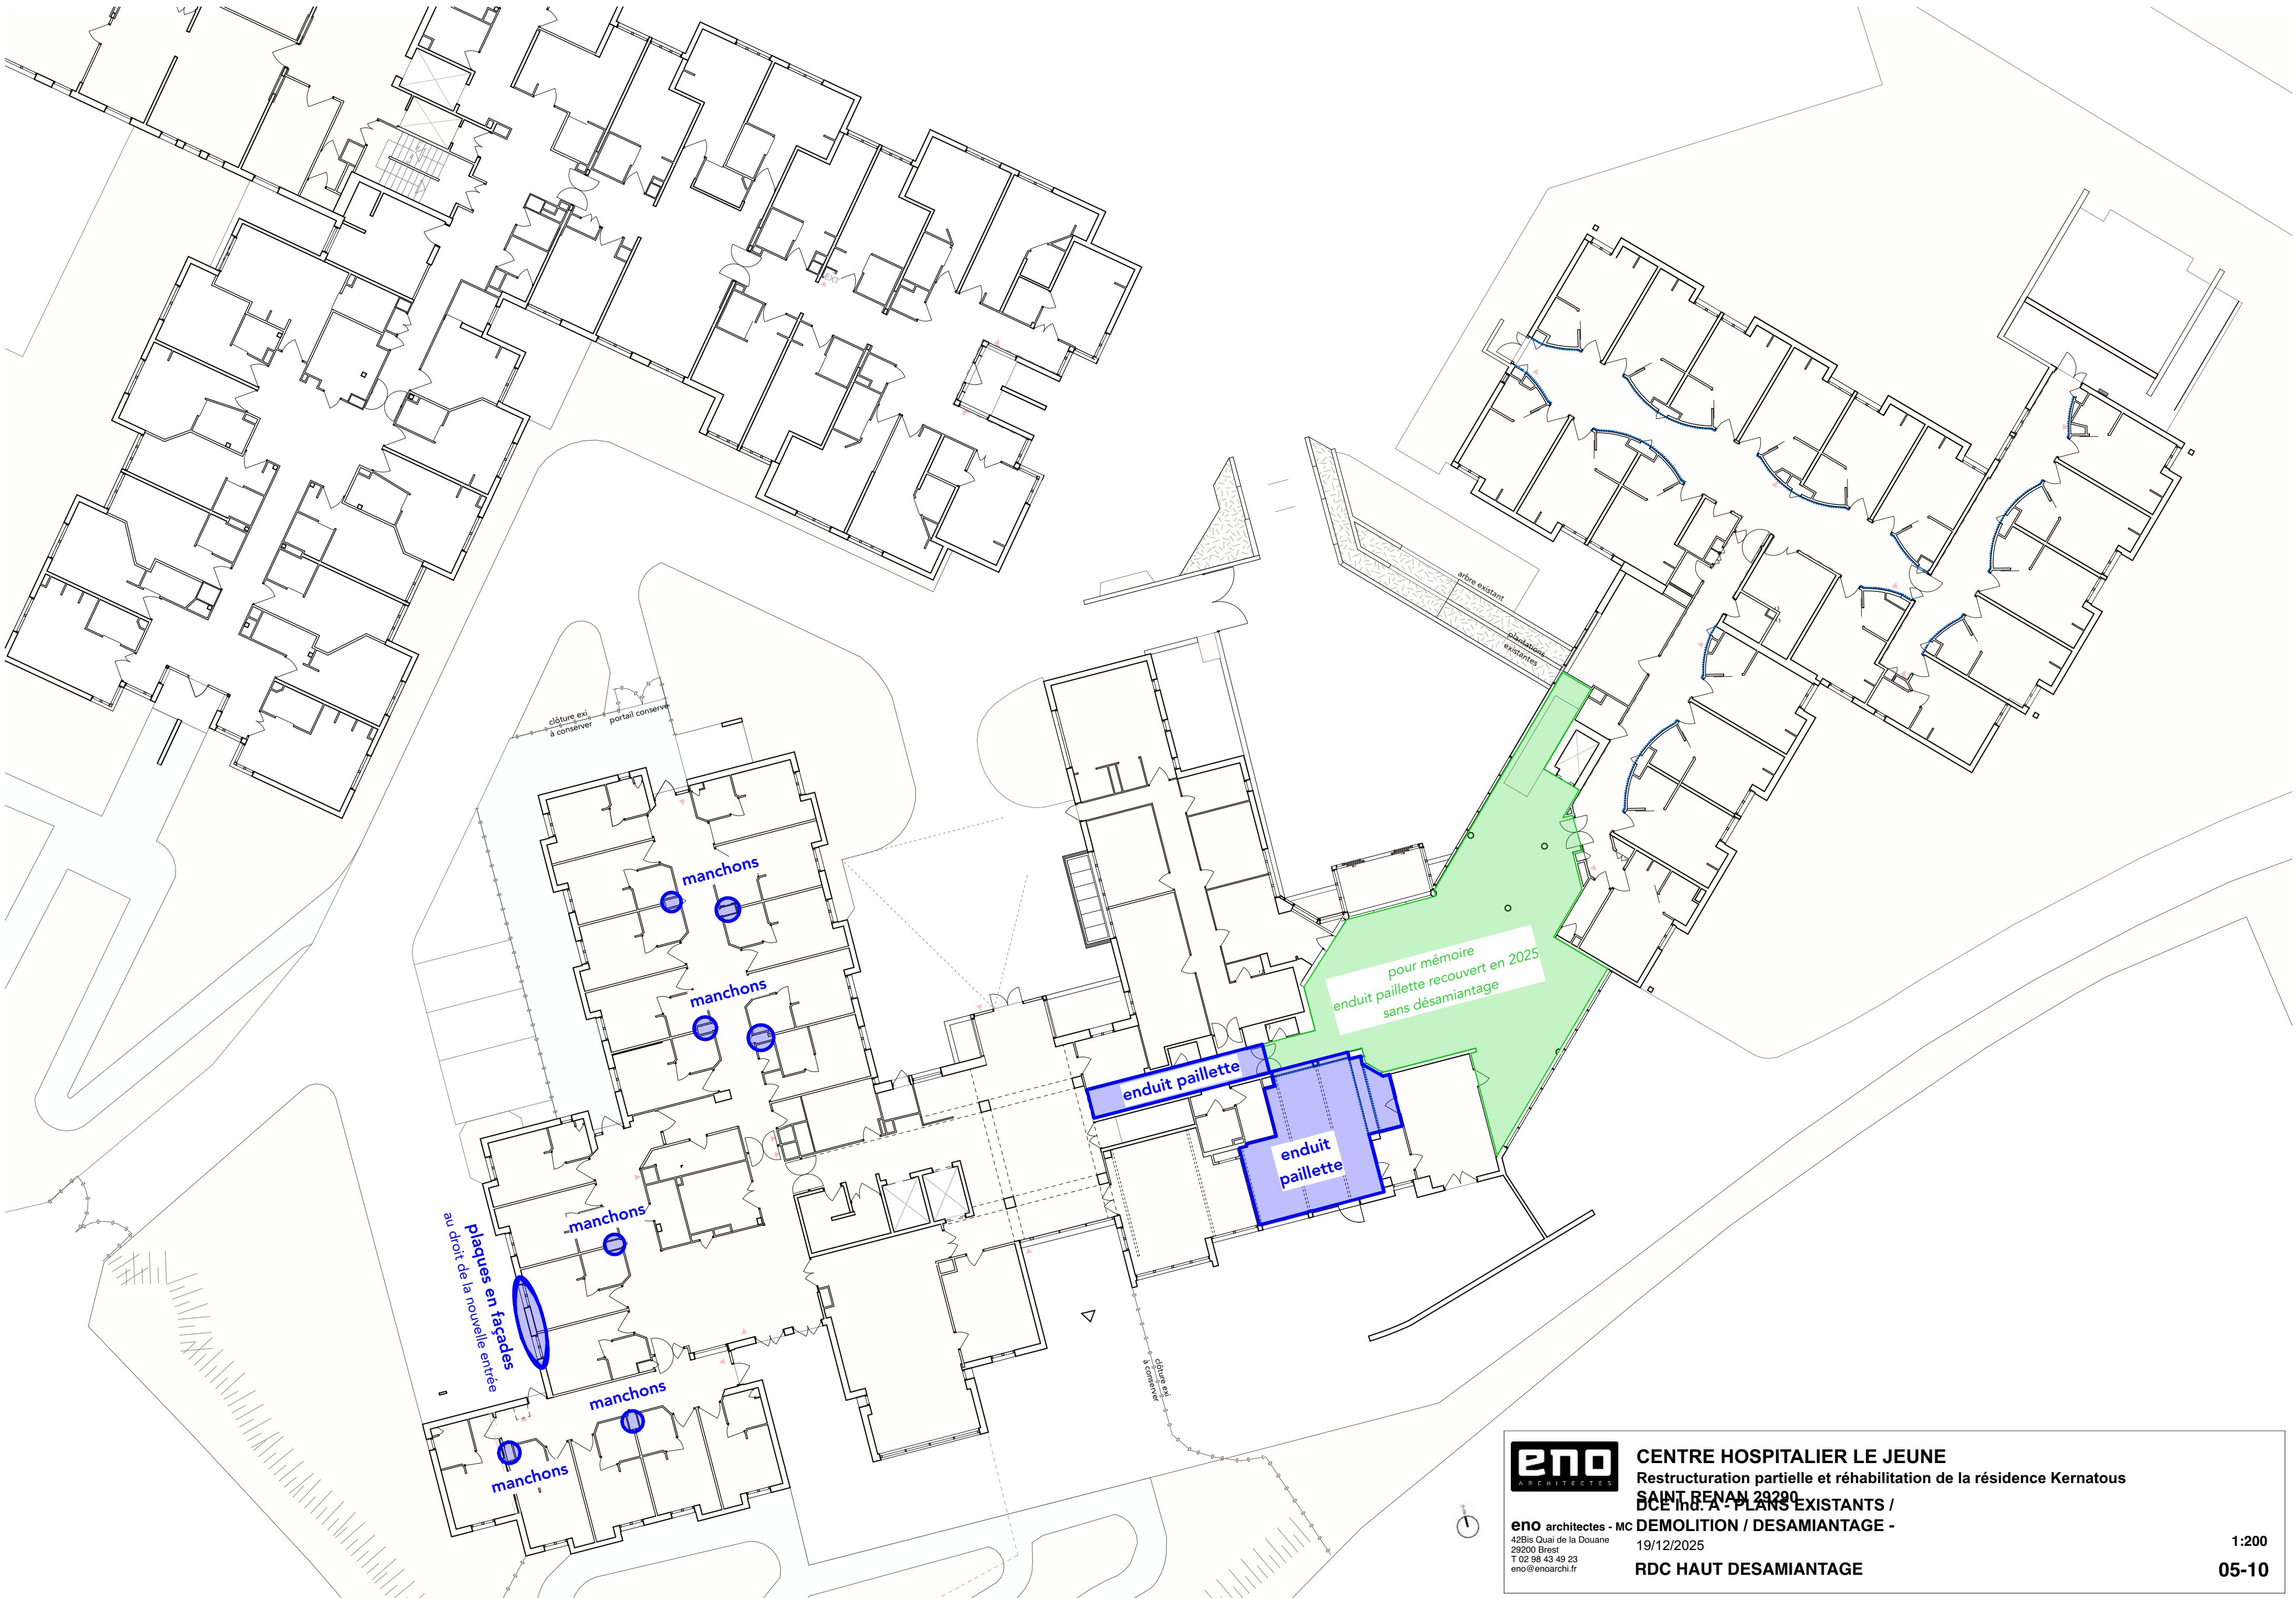 EXT
arbre existant
plantations
existantes
clôture exi
à conserver
portail conserve
manchons
manchons
pour mémoire
enduit paillette recouvert en 2025
sans désamiantage
enduit paillette
enduit
paillette
manchons
plaques en façades
au droit de la nouvelle entrée
manchons
manchons
clôture exi
à conserver
eno
ARCHITECTES
CENTRE HOSPITALIER LE JEUNE
Restructuration partielle et réhabilitation de la résidence Kernatous
SAINT RENAN 29290
DCE Ind. A - PLANS EXISTANTS /
eno architectes - MC
DEMOLITION / DESAMIANTAGE -
42Bis Quai de la Douane
29200 Brest
T 02 98 43 49 23
eno@enoarchi.fr
19/12/2025
1:200
RDC HAUT DESAMIANTAGE
05-10